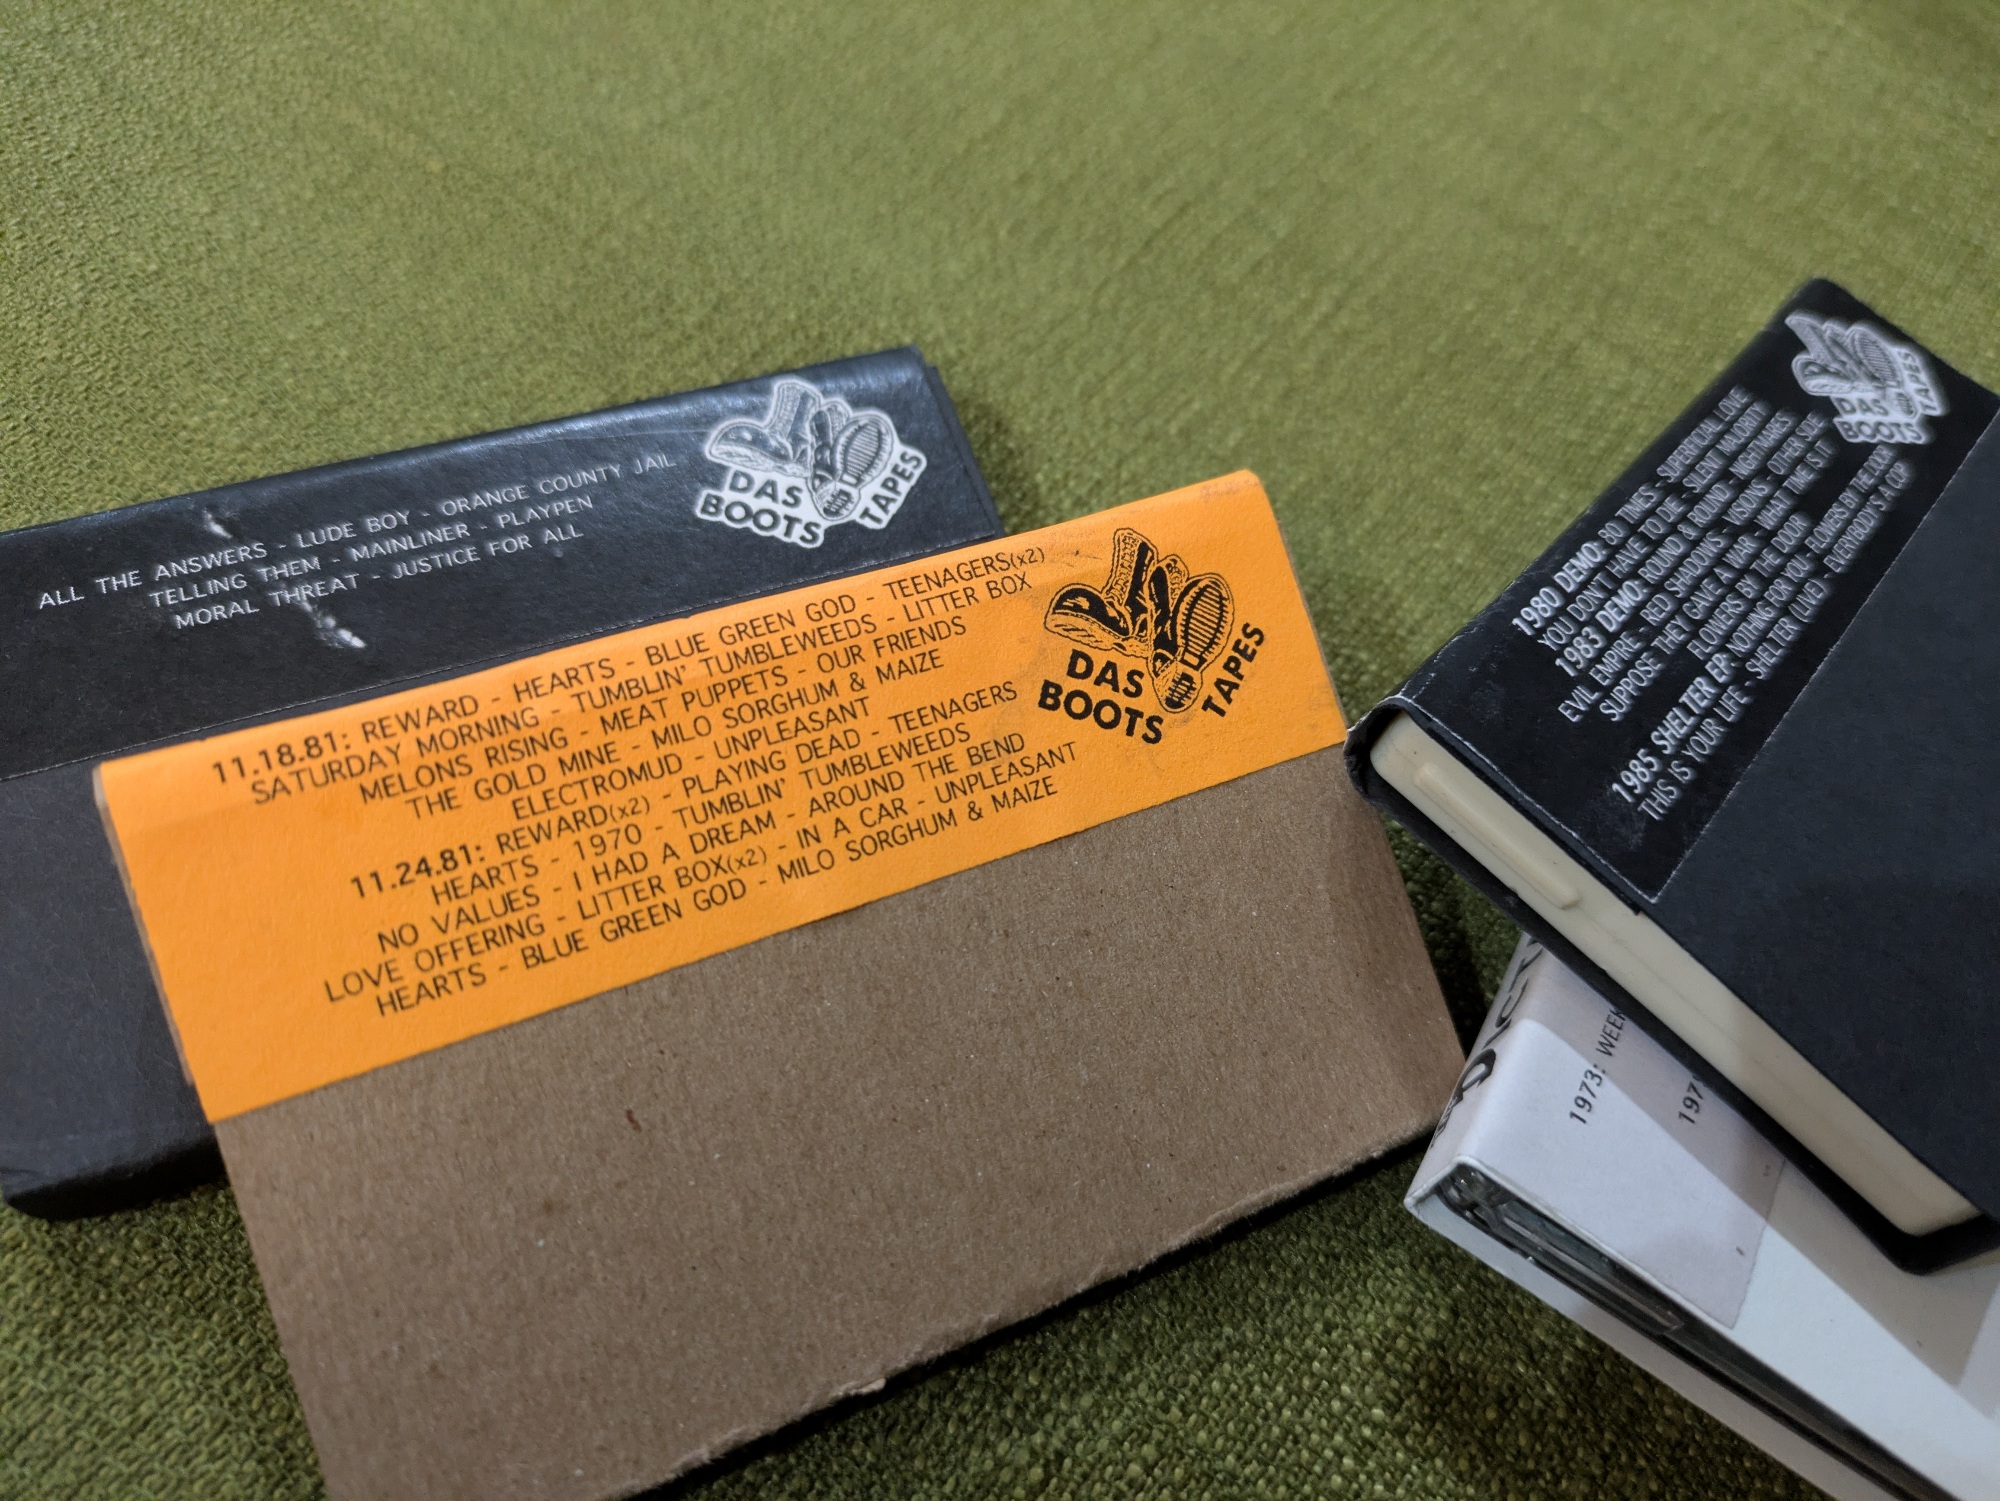 ALL THE ANSWERS - LUDE BOY - ORANGE COUNTY JAIL
TELLING THEM - MAINLINER - PLAYPEN
MORAL THREAT - JUSTICE FOR ALL
DAS
BOOTS
TAPES
11.18.81: REWARD - HEARTS - BLUE GREEN GOD - TEENAGERS(x2)
SATURDAY MORNING - TUMBLIN' TUMBLEWEEDS - LITTER BOX
MELONS RISING - MEAT PUPPETS - OUR FRIENDS
THE GOLD MINE - MILO SORGHUM & MAIZE
ELECTROMUD - UNPLEASANT
11.24.81: REWARD(x2) - PLAYING DEAD - TEENAGERS
HEARTS - 1970 - TUMBLIN' TUMBLEWEEDS
NO VALUES - I HAD A DREAM - AROUND THE BEND
LOVE OFFERING - LITTER BOX(x2) - IN A CAR - UNPLEASANT
HEARTS - BLUE GREEN GOD - MILO SORGHUM & MAIZE
DAS
BOOTS
TAPES
1980 DEMO: 80 TIMES - SUPERFICIAL LOVE
YOU DON'T HAVE TO DIE - SILENT MAJORITY
1983 DEMO: ROUND & ROUND - NIGHTMARES
EVIL EMPIRE - RED SHADOWS - VISIONS - OTHER SIDE
SUPPOSE THEY GAVE A WAR - WHAT TIME IS IT
FLOWERS BY THE DOOR
1985 SHELTER EP: NOTHING FOR YOU - FLOWERS BY THE DOOR
THIS IS YOUR LIFE - SHELTER (LIVE) - EVERYBODY'S A COP
DAS
BOOTS
TAPES
1973: